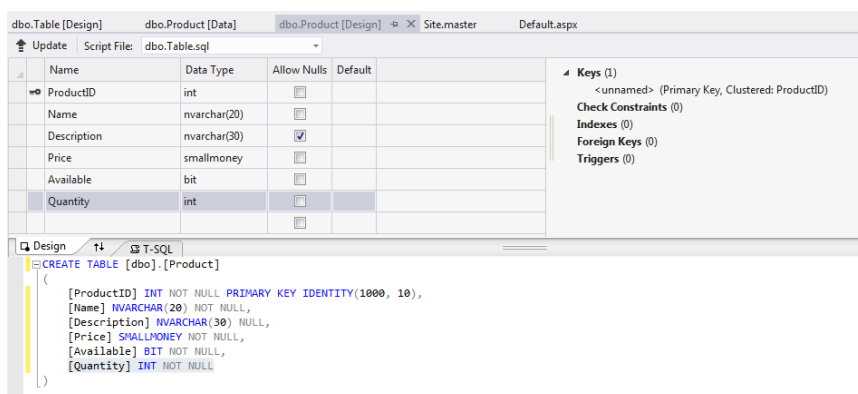 dbo.Table [Design] dbo.Product [Data] dbo.Product [Design] Site.master Default.aspx
Update Script File: dbo.Table.sql
Name Data Type Allow Nulls Default
ProductID int
Name nvarchar(20)
Description nvarchar(30)
Price smallmoney
Available bit
Quantity int
Keys (1)
<unnamed> (Primary Key, Clustered: ProductID)
Check Constraints (0)
Indexes (0)
Foreign Keys (0)
Triggers (0)
Design T-SQL
CREATE TABLE [dbo].[Product]
(
[ProductID] INT NOT NULL PRIMARY KEY IDENTITY(1000, 10),
[Name] NVARCHAR(20) NOT NULL,
[Description] NVARCHAR(30) NULL,
[Price] SMALLMONEY NOT NULL,
[Available] BIT NOT NULL,
[Quantity] INT NOT NULL
)